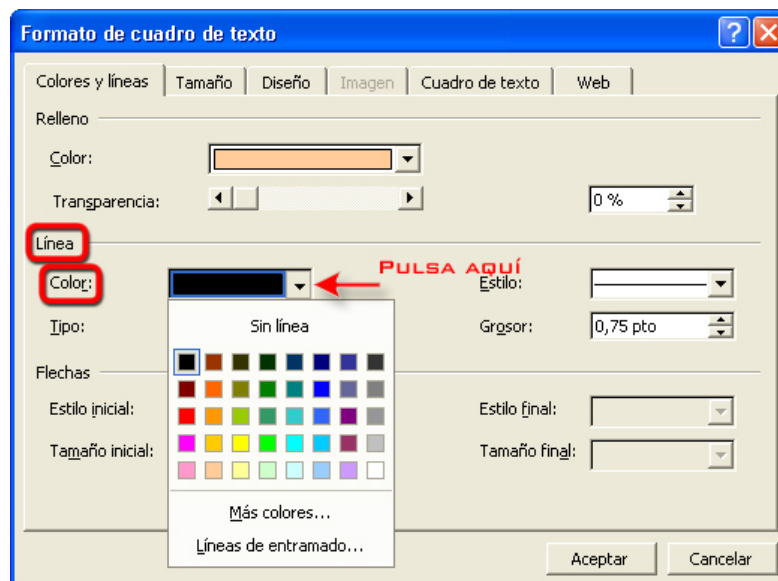 Formato de cuadro de texto
Colores y líneas Tamaño Diseño Imagen Cuadro de texto Web
Relleno
Color:
Transparencia: 0 %
Línea
Color: PULSA AQUÍ Estilo:
Tipo: Sin línea Grosor: 0,75 pto
Flechas
Estilo inicial: Estilo final:
Tamaño inicial: Tamaño final:
Más colores...
Líneas de entramado...
Aceptar Cancelar